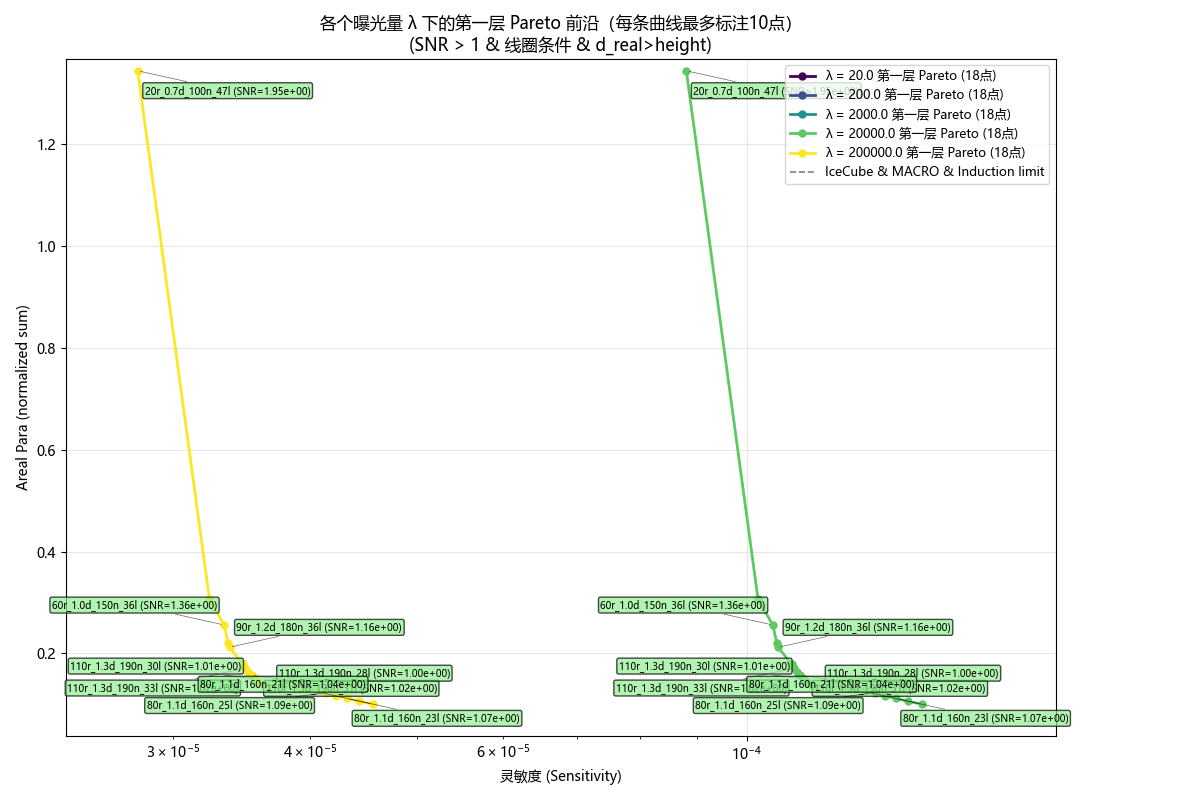 各个曝光量 λ 下的第一层 Pareto 前沿（每条曲线最多标注10点）
(SNR > 1 & 线圈条件 & d_real>height)
λ = 20.0 第一层 Pareto (18点)
λ = 200.0 第一层 Pareto (18点)
λ = 2000.0 第一层 Pareto (18点)
λ = 20000.0 第一层 Pareto (18点)
λ = 200000.0 第一层 Pareto (18点)
IceCube & MACRO & Induction limit
20r_0.7d_100n_47l (SNR=1.95e+00)
20r_0.7d_100n_47l
60r_1.0d_150n_36l (SNR=1.36e+00)
90r_1.2d_180n_36l (SNR=1.16e+00)
110r_1.3d_190n_30l (SNR=1.01e+00)
110r_1.3d_190n_28l (SNR=1.00e+00)
110r_1.3d_190n_33l (SNR=1.
80r_1.1d_160n_21l (SNR=1.04e+00)
SNR=1.02e+00)
80r_1.1d_160n_25l (SNR=1.09e+00)
80r_1.1d_160n_23l (SNR=1.07e+00)
60r_1.0d_150n_36l (SNR=1.36e+00)
90r_1.2d_180n_36l (SNR=1.16e+00)
110r_1.3d_190n_30l (SNR=1.01e+00)
110r_1.3d_190n_28l (SNR=1.00e+00)
110r_1.3d_190n_33l (SNR=1.
80r_1.1d_160n_21l (SNR=1.04e+00)
SNR=1.02e+00)
80r_1.1d_160n_25l (SNR=1.09e+00)
80r_1.1d_160n_23l (SNR=1.07e+00)
Areal Para (normalized sum)
1.2
1.0
0.8
0.6
0.4
0.2
3 × 10⁻⁵
4 × 10⁻⁵
6 × 10⁻⁵
10⁻⁴
灵敏度 (Sensitivity)